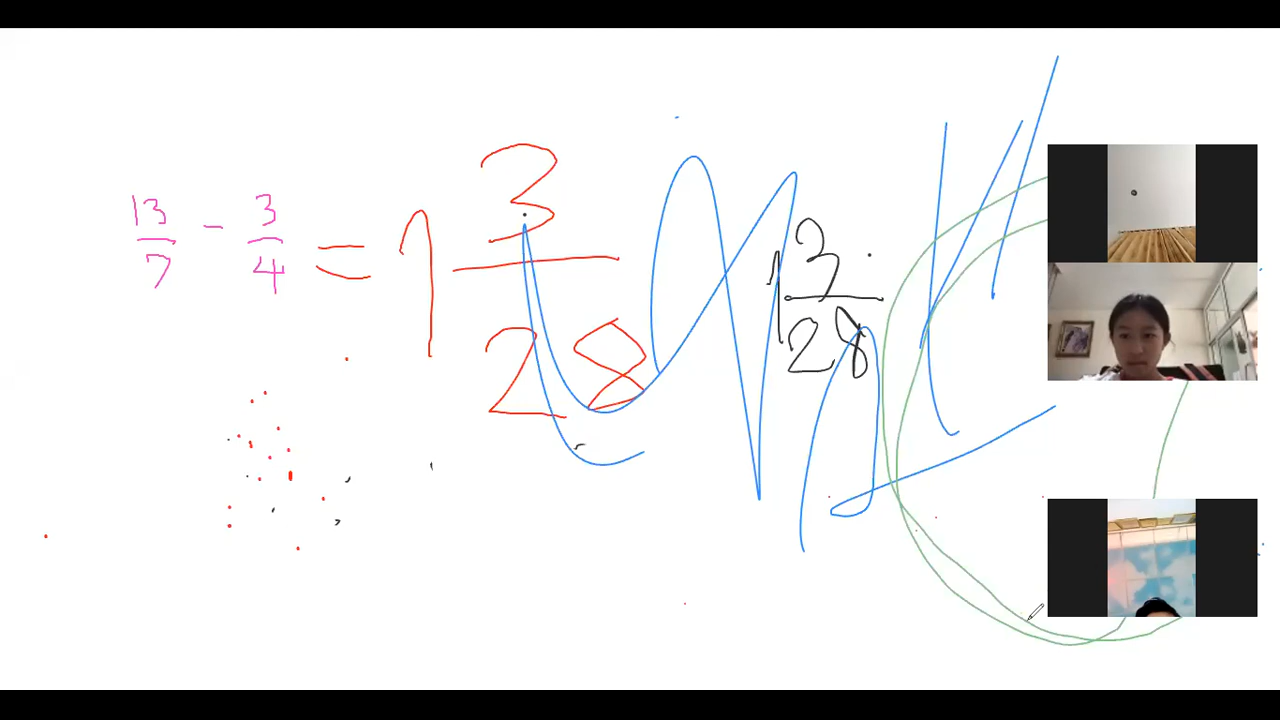 13/7 - 3/4 = 1 3/28
1 3/28